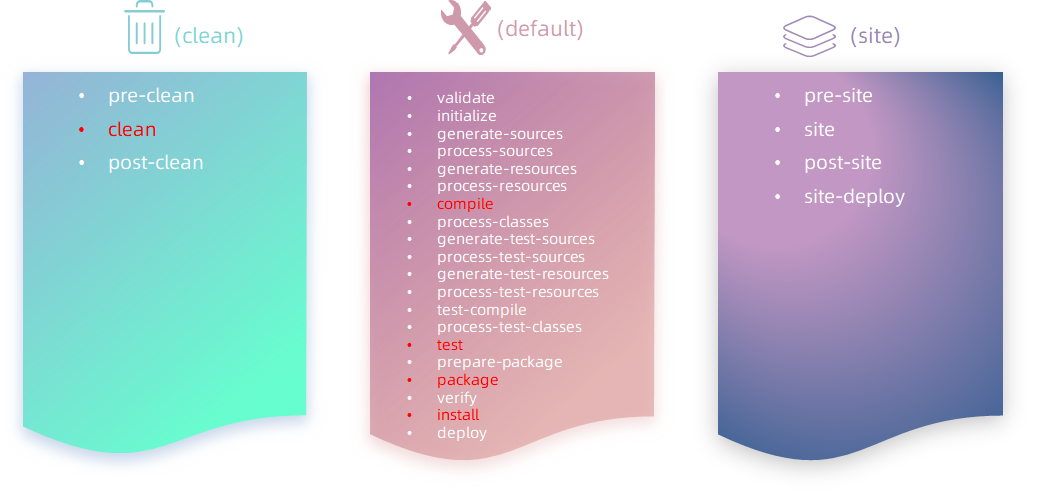 (clean)
• pre-clean
• clean
• post-clean
(default)
• validate
• initialize
• generate-sources
• process-sources
• generate-resources
• process-resources
• compile
• process-classes
• generate-test-sources
• process-test-sources
• generate-test-resources
• process-test-resources
• test-compile
• process-test-classes
• test
• prepare-package
• package
• verify
• install
• deploy
(site)
• pre-site
• site
• post-site
• site-deploy